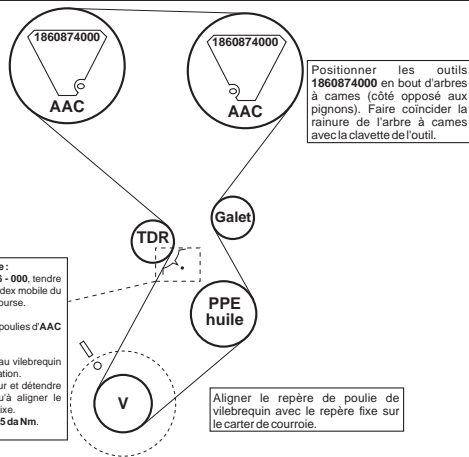 1860874000
AAC
1860874000
AAC
Positionner les outils
1860874000 en bout d'arbres
à cames (côté opposé aux
pignons). Faire coïncider la
rainure de l'arbre à cames
avec la clavette de l'outil.
Galet
TDR
e :
- 000, tendre
dex mobile du
ourse.
poulies d'AAC
au vilebrequin
ation.
ur et détendre
u'à aligner le
ixe.
5 daNm.
PPE
huile
V
Aligner le repère de poulie de
vilebrequin avec le repère fixe sur
le carter de courroie.